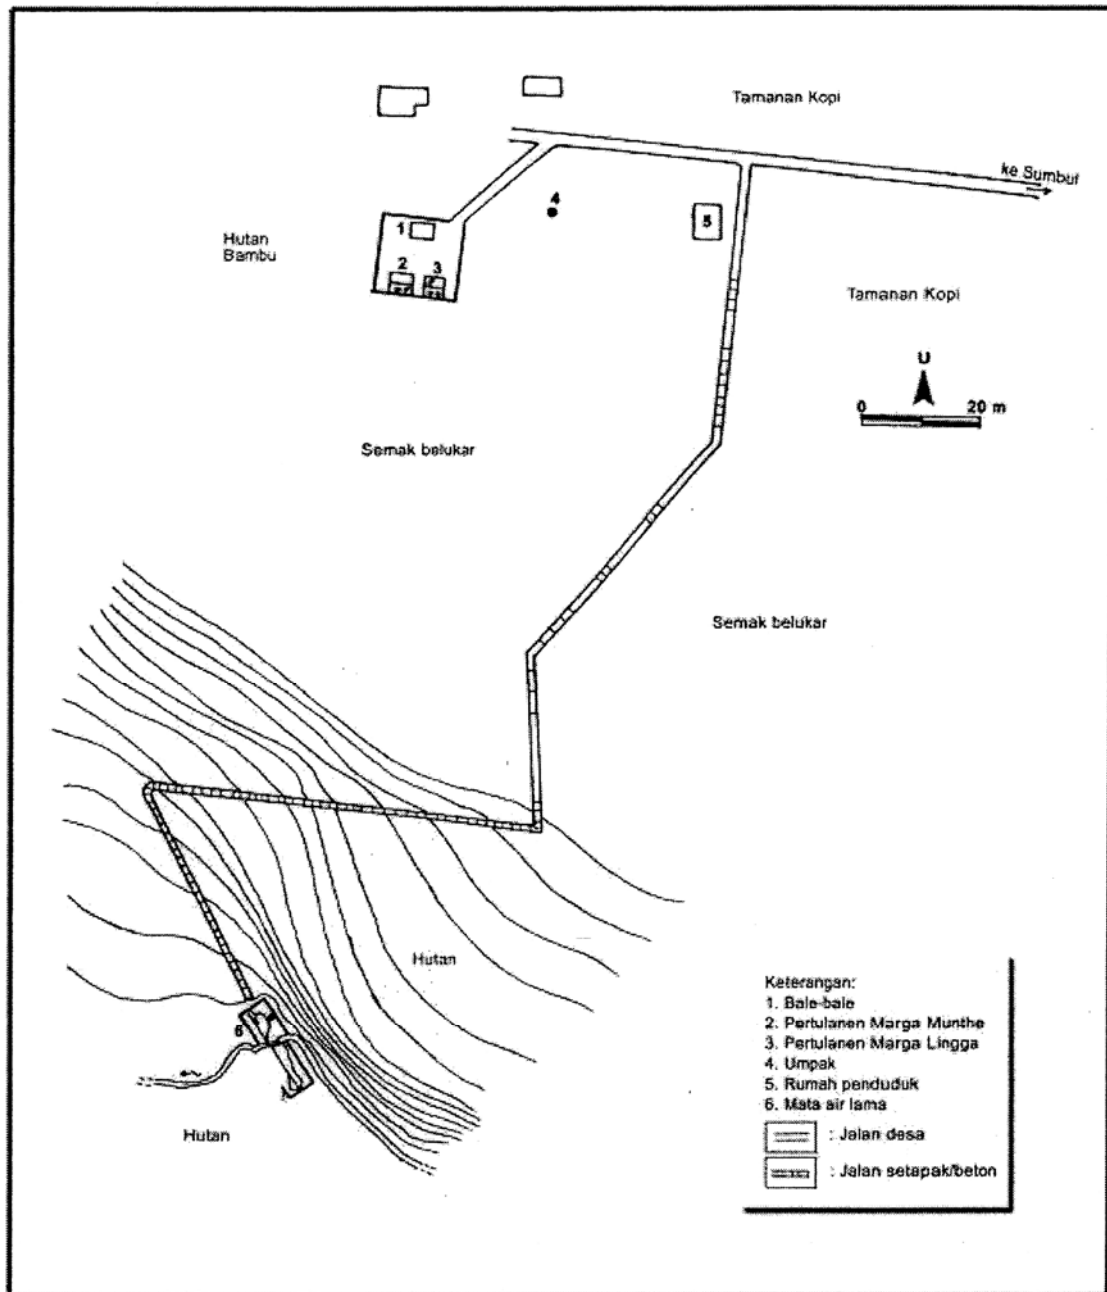 Tamanan Kopi
ke Sumbul
4
1
5
Hutan
Bambu
2
3
Tamanan Kopi
U
0
20 m
Semak belukar
Semak belukar
Hutan
6
Hutan
Keterangan:
1. Bale-bale
2. Pertulanen Marga Munthe
3. Pertulanen Marga Lingga
4. Umpak
5. Rumah penduduk
6. Mata air lama
: Jalan desa
: Jalan setapak/beton